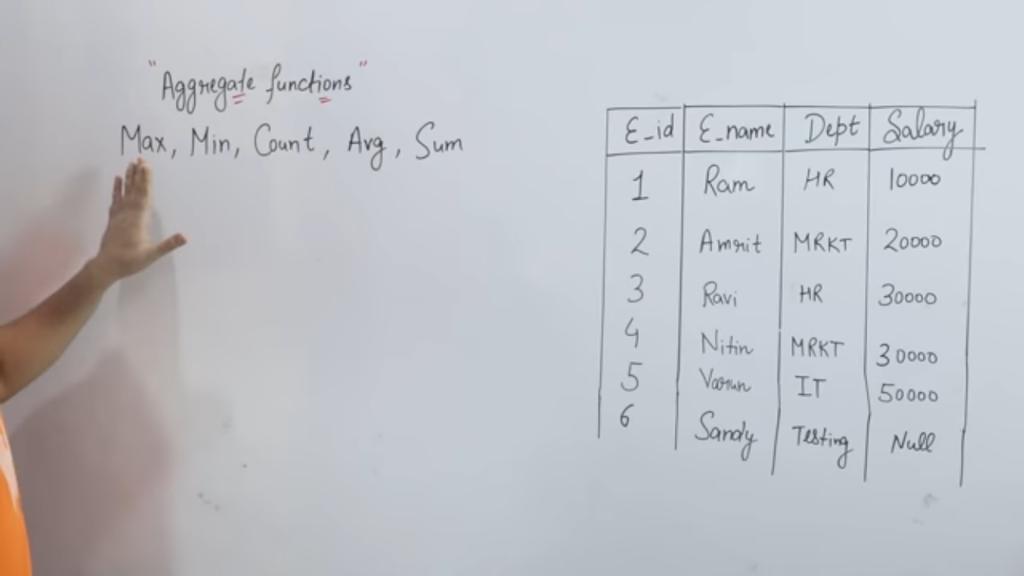 "Aggregate functions"
Max, Min, Count, Avg, Sum
E_id E_name Dept Salary
1 Ram HR 10000
2 Amrit MRKT 20000
3 Ravi HR 30000
4 Nitin MRKT 30000
5 Varun IT 50000
6 Sandy Testing Null